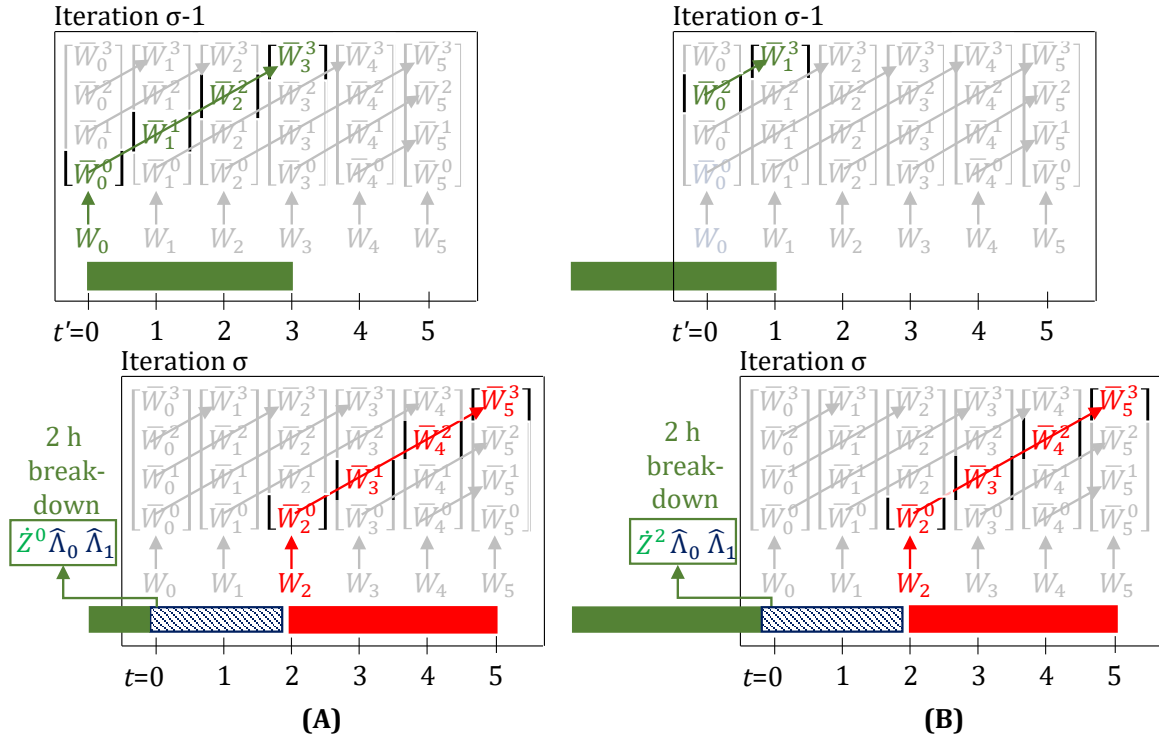 Iteration σ-1
W̄₀³ W̄₁³ W̄₂³ W̄₃³ W̄₄³ W̄₅³
W̄₀² W̄₁² W̄₂² W̄₃² W̄₄² W̄₅²
W̄₀¹ W̄₁¹ W̄₂¹ W̄₃¹ W̄₄¹ W̄₅¹
W̄₀⁰ W̄₁⁰ W̄₂⁰ W̄₃⁰ W̄₄⁰ W̄₅⁰
W₀ W₁ W₂ W₃ W₄ W₅
t'=0 1 2 3 4 5
Iteration σ
W̄₀³ W̄₁³ W̄₂³ W̄₃³ W̄₄³ W̄₅³
W̄₀² W̄₁² W̄₂² W̄₃² W̄₄² W̄₅²
W̄₀¹ W̄₁¹ W̄₂¹ W̄₃¹ W̄₄¹ W̄₅¹
W̄₀⁰ W̄₁⁰ W̄₂⁰ W̄₃⁰ W̄₄⁰ W̄₅⁰
2 h
break-
down
Ż⁰ Λ̂₀ Λ̂₁
W₀ W₁ W₂ W₃ W₄ W₅
t=0 1 2 3 4 5
(A)
Iteration σ-1
W̄₀³ W̄₁³ W̄₂³ W̄₃³ W̄₄³ W̄₅³
W̄₀² W̄₁² W̄₂² W̄₃² W̄₄² W̄₅²
W̄₀¹ W̄₁¹ W̄₂¹ W̄₃¹ W̄₄¹ W̄₅¹
W̄₀⁰ W̄₁⁰ W̄₂⁰ W̄₃⁰ W̄₄⁰ W̄₅⁰
W₀ W₁ W₂ W₃ W₄ W₅
t'=0 1 2 3 4 5
Iteration σ
W̄₀³ W̄₁³ W̄₂³ W̄₃³ W̄₄³ W̄₅³
W̄₀² W̄₁² W̄₂² W̄₃² W̄₄² W̄₅²
W̄₀¹ W̄₁¹ W̄₂¹ W̄₃¹ W̄₄¹ W̄₅¹
W̄₀⁰ W̄₁⁰ W̄₂⁰ W̄₃⁰ W̄₄⁰ W̄₅⁰
2 h
break-
down
Ż² Λ̂₀ Λ̂₁
W₀ W₁ W₂ W₃ W₄ W₅
t=0 1 2 3 4 5
(B)